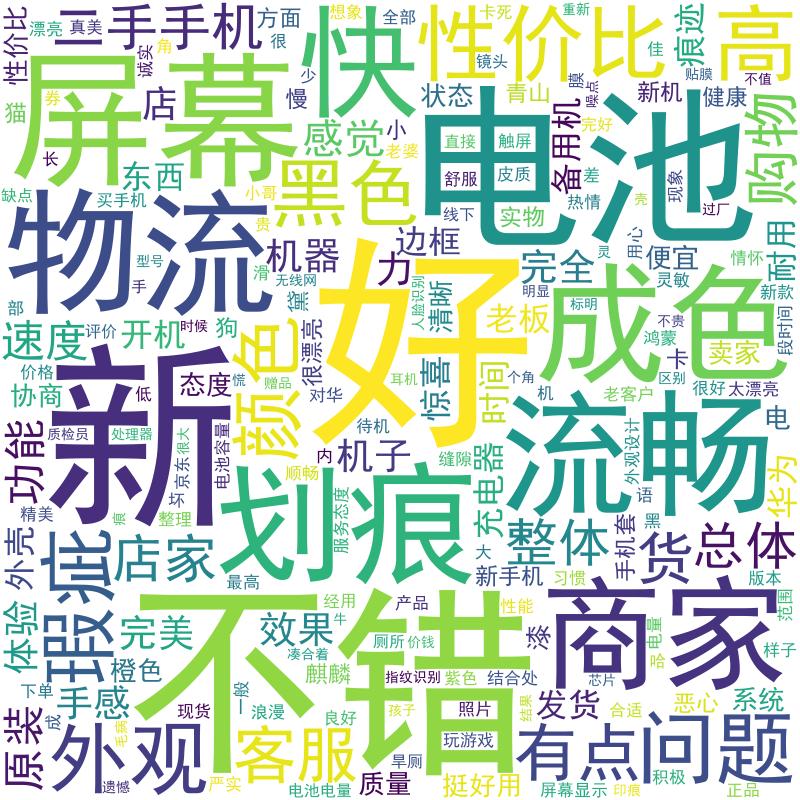 性价比
漂亮
真美
二手手机
方面
想象
全部
卡死
重新
性价比
高
痕迹
很
诚实
角
快
少
镜头
佳
贴膜
不值
屏幕
猫
券
店
慢
状态
青山
膜
噪点
新机
健康
购物
感觉
小
老婆
备用机
完好
长
电池
直接
触屏
舒服
皮质
差
热情
现象
亮
过厂
东西
黑色
小哥
贵
缺点
买手机
线下
实物
物流
型号
手
滑
机器
无线网
边框
力
完全
灵
用心
便宜
灵敏
情怀
耐用
好
人脸识别
清晰
明显
标明
新款
成色
部
速度
评价
时候
开机
狗
黛
很漂亮
颜色
老板
不贵
段时间
鸿蒙
卡
卖家
价格
协商
低
态度
慌
赠品
对华
耳机
惊喜
时间
个角
老客户
区别
很好
太漂亮
新
机
待机
流畅
电
质检员
处理器
很大
电池容量
坏
京东
内
机子
顺畅
缝隙
充电器
外观设计
语
黑
华为
功能
精美
痕
整理
划痕
服务态度
大
整体
手机套
货
总体
外壳
瑕疵
店家
最高
新手机
习惯
版本
范围
不错
经用
牛
产品
性能
商家
体验
完美
效果
厕所
价钱
漆
电量
样子
橙色
凑合着
麒麟
指纹识别
紫色
结合处
芯片
下单
成
手感
现货
一般
浪漫
良好
孩子
照片
结果
发货
合适
恶心
系统
原装
外观
毛病
遗憾
客服
严实
旱厕
玩游戏
有点
问题
积极
电池电量
质量
挺好用
屏幕显示
印痕
正品